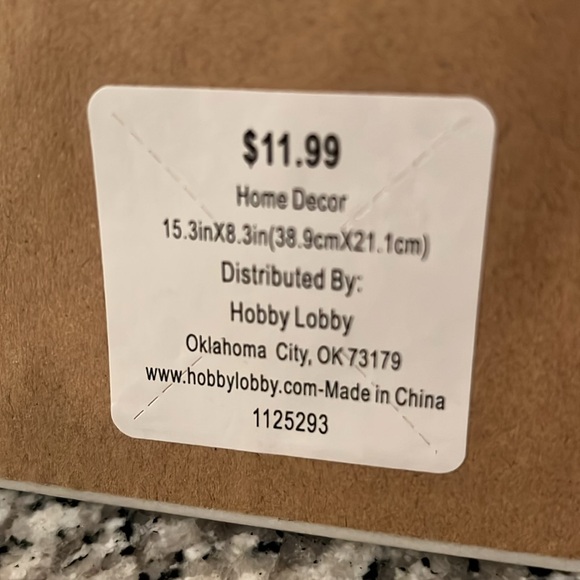 $11.99
Home Decor
15.3inX8.3in(38.9cmX21.1cm)
Distributed By:
Hobby Lobby
Oklahoma City, OK 73179
www.hobbylobby.com-Made in China
1125293